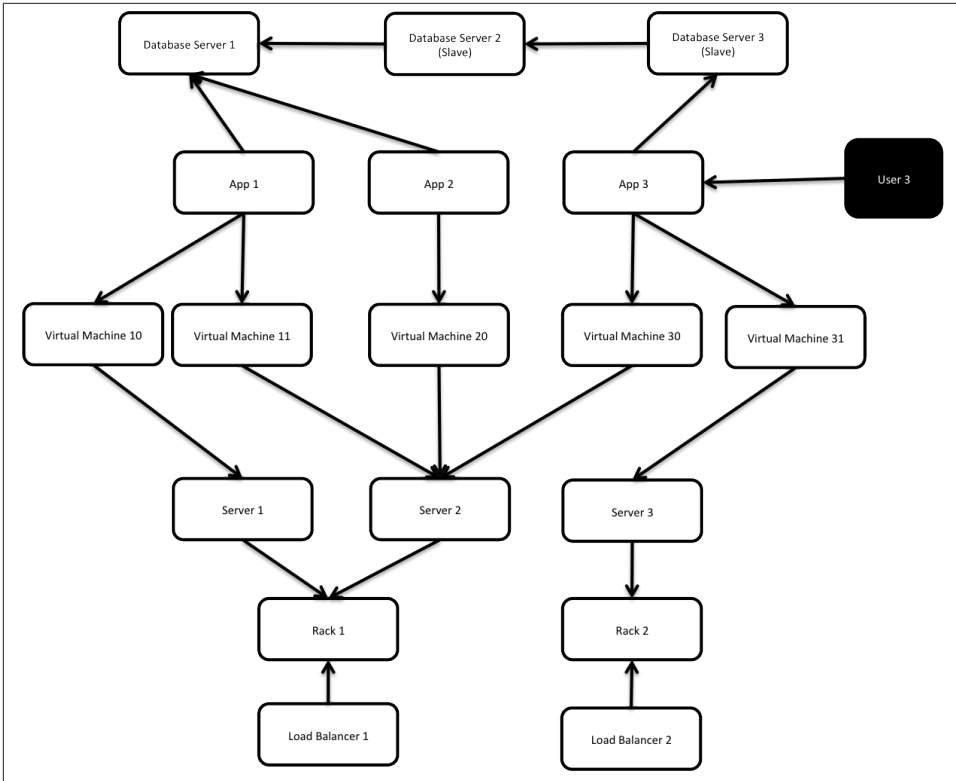 Database Server 1
Database Server 2
(Slave)
Database Server 3
(Slave)
App 1
App 2
App 3
User 3
Virtual Machine 10
Virtual Machine 11
Virtual Machine 20
Virtual Machine 30
Virtual Machine 31
Server 1
Server 2
Server 3
Rack 1
Rack 2
Load Balancer 1
Load Balancer 2